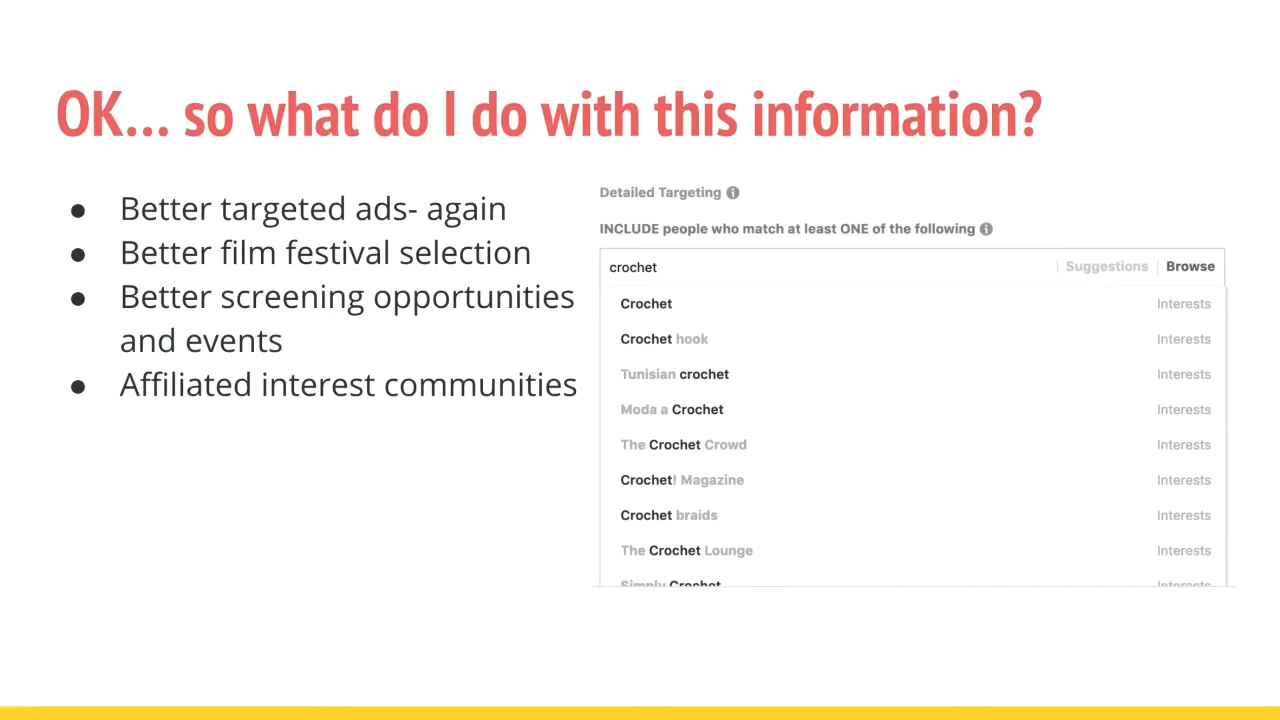 OK... so what do I do with this information?
● Better targeted ads- again
● Better film festival selection
● Better screening opportunities
and events
● Affiliated interest communities
Detailed Targeting
INCLUDE people who match at least ONE of the following
crochet | Suggestions | Browse
Crochet Interests
Crochet hook Interests
Tunisian crochet Interests
Moda a Crochet Interests
The Crochet Crowd Interests
Crochet! Magazine Interests
Crochet braids Interests
The Crochet Lounge Interests
Simply Crochet Interests